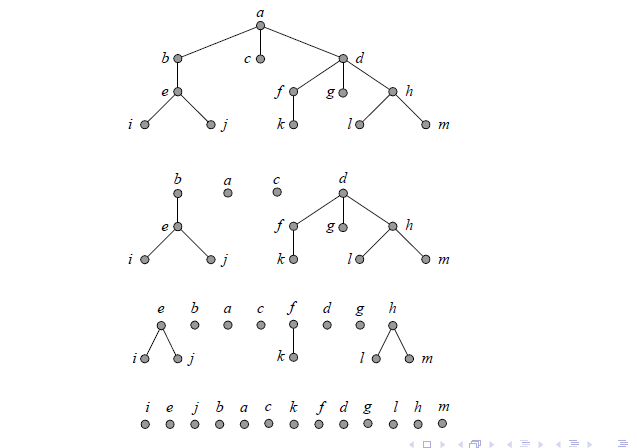 a
b c d
e f g h
i j k l m
b a c d
e f g h
i j k l m
e b a c f d g h
i j k l m
i e j b a c k f d g l h m